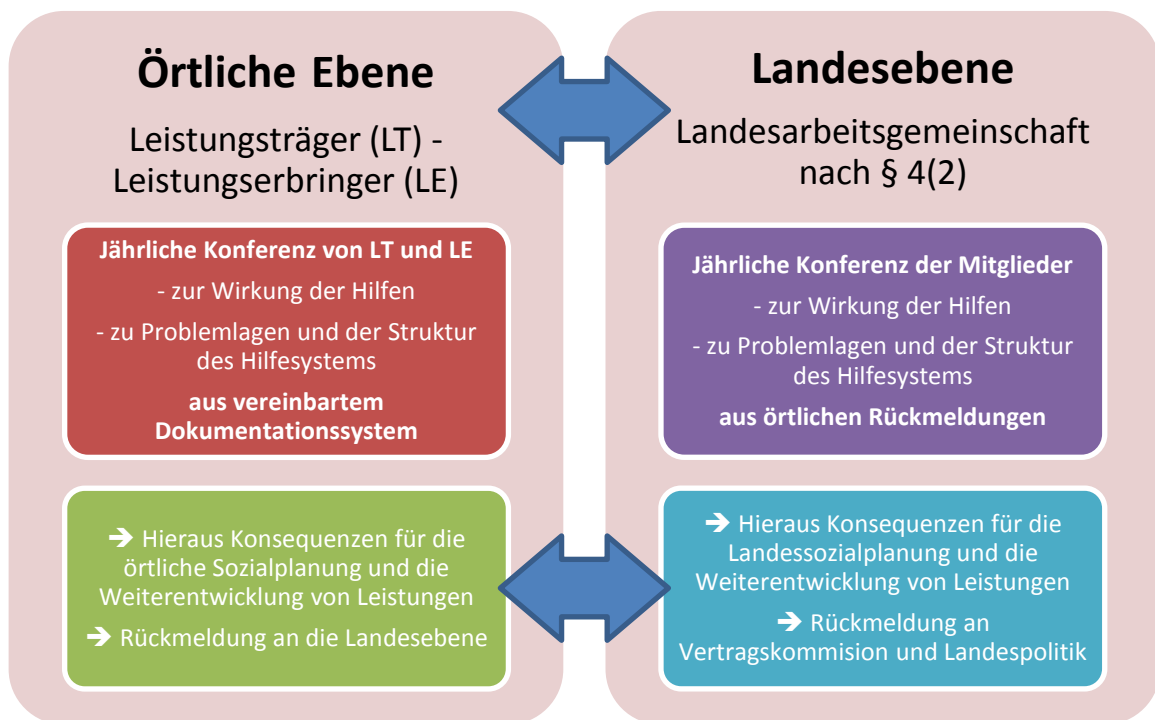 Örtliche Ebene
Leistungsträger (LT) -
Leistungserbringer (LE)
Jährliche Konferenz von LT und LE
- zur Wirkung der Hilfen
- zu Problemlagen und der Struktur
des Hilfesystems
aus vereinbartem
Dokumentationssystem
➔ Hieraus Konsequenzen für die
örtliche Sozialplanung und die
Weiterentwicklung von Leistungen
➔ Rückmeldung an die Landesebene
Landesebene
Landesarbeitsgemeinschaft
nach § 4(2)
Jährliche Konferenz der Mitglieder
- zur Wirkung der Hilfen
- zu Problemlagen und der Struktur
des Hilfesystems
aus örtlichen Rückmeldungen
➔ Hieraus Konsequenzen für die
Landessozialplanung und die
Weiterentwicklung von Leistungen
➔ Rückmeldung an
Vertragskommision und Landespolitik